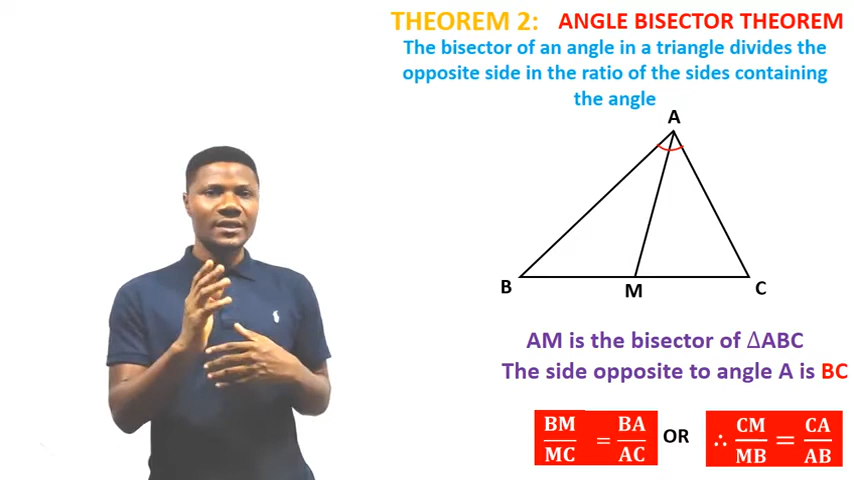 THEOREM 2: ANGLE BISECTOR THEOREM
The bisector of an angle in a triangle divides the
opposite side in the ratio of the sides containing
the angle
A
B
M
C
AM is the bisector of ΔABC
The side opposite to angle A is BC
BM/MC = BA/AC OR ∴ CM/MB = CA/AB